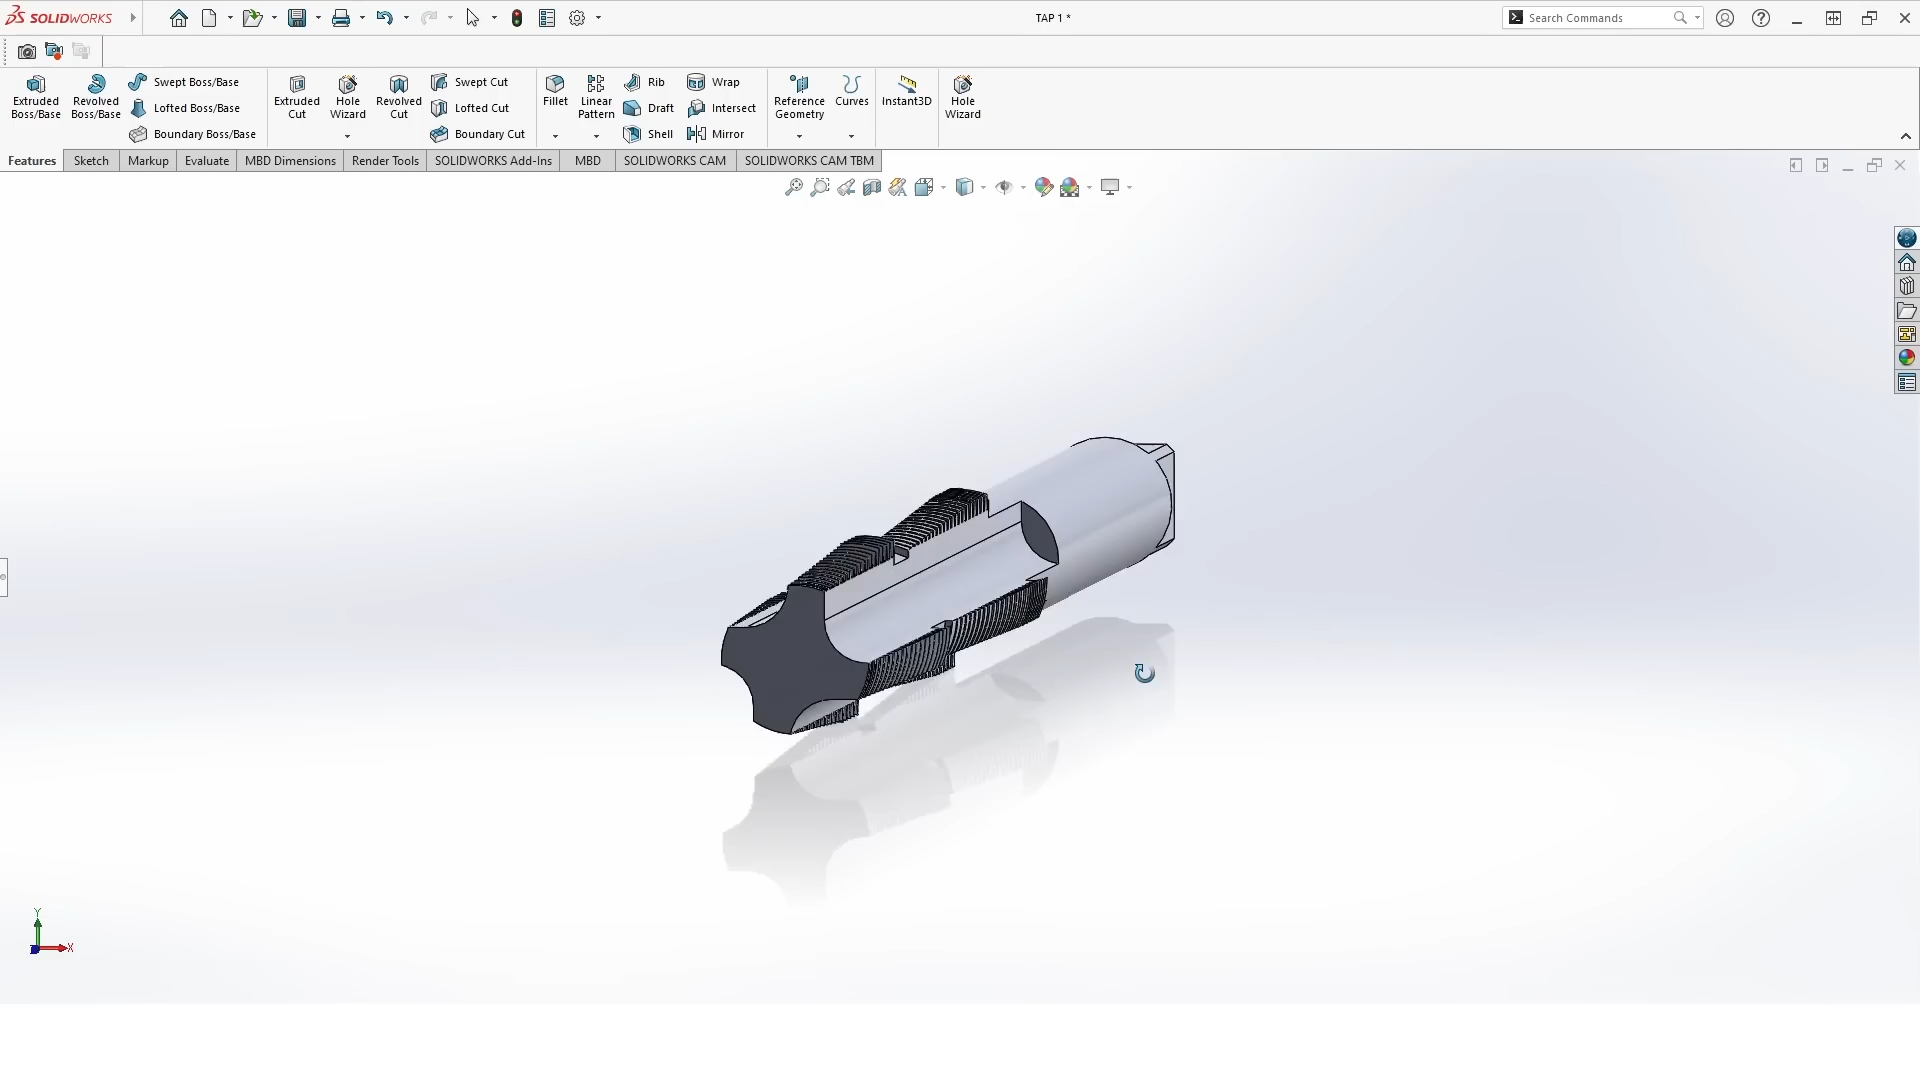 SOLIDWORKS
TAP 1 *
Search Commands
Extruded Boss/Base
Revolved Boss/Base
Swept Boss/Base
Lofted Boss/Base
Boundary Boss/Base
Extruded Cut
Hole Wizard
Revolved Cut
Swept Cut
Lofted Cut
Boundary Cut
Fillet
Linear Pattern
Rib
Draft
Shell
Wrap
Intersect
Mirror
Reference Geometry
Curves
Instant3D
Hole Wizard
Features
Sketch
Markup
Evaluate
MBD Dimensions
Render Tools
SOLIDWORKS Add-Ins
MBD
SOLIDWORKS CAM
SOLIDWORKS CAM TBM
Y
X